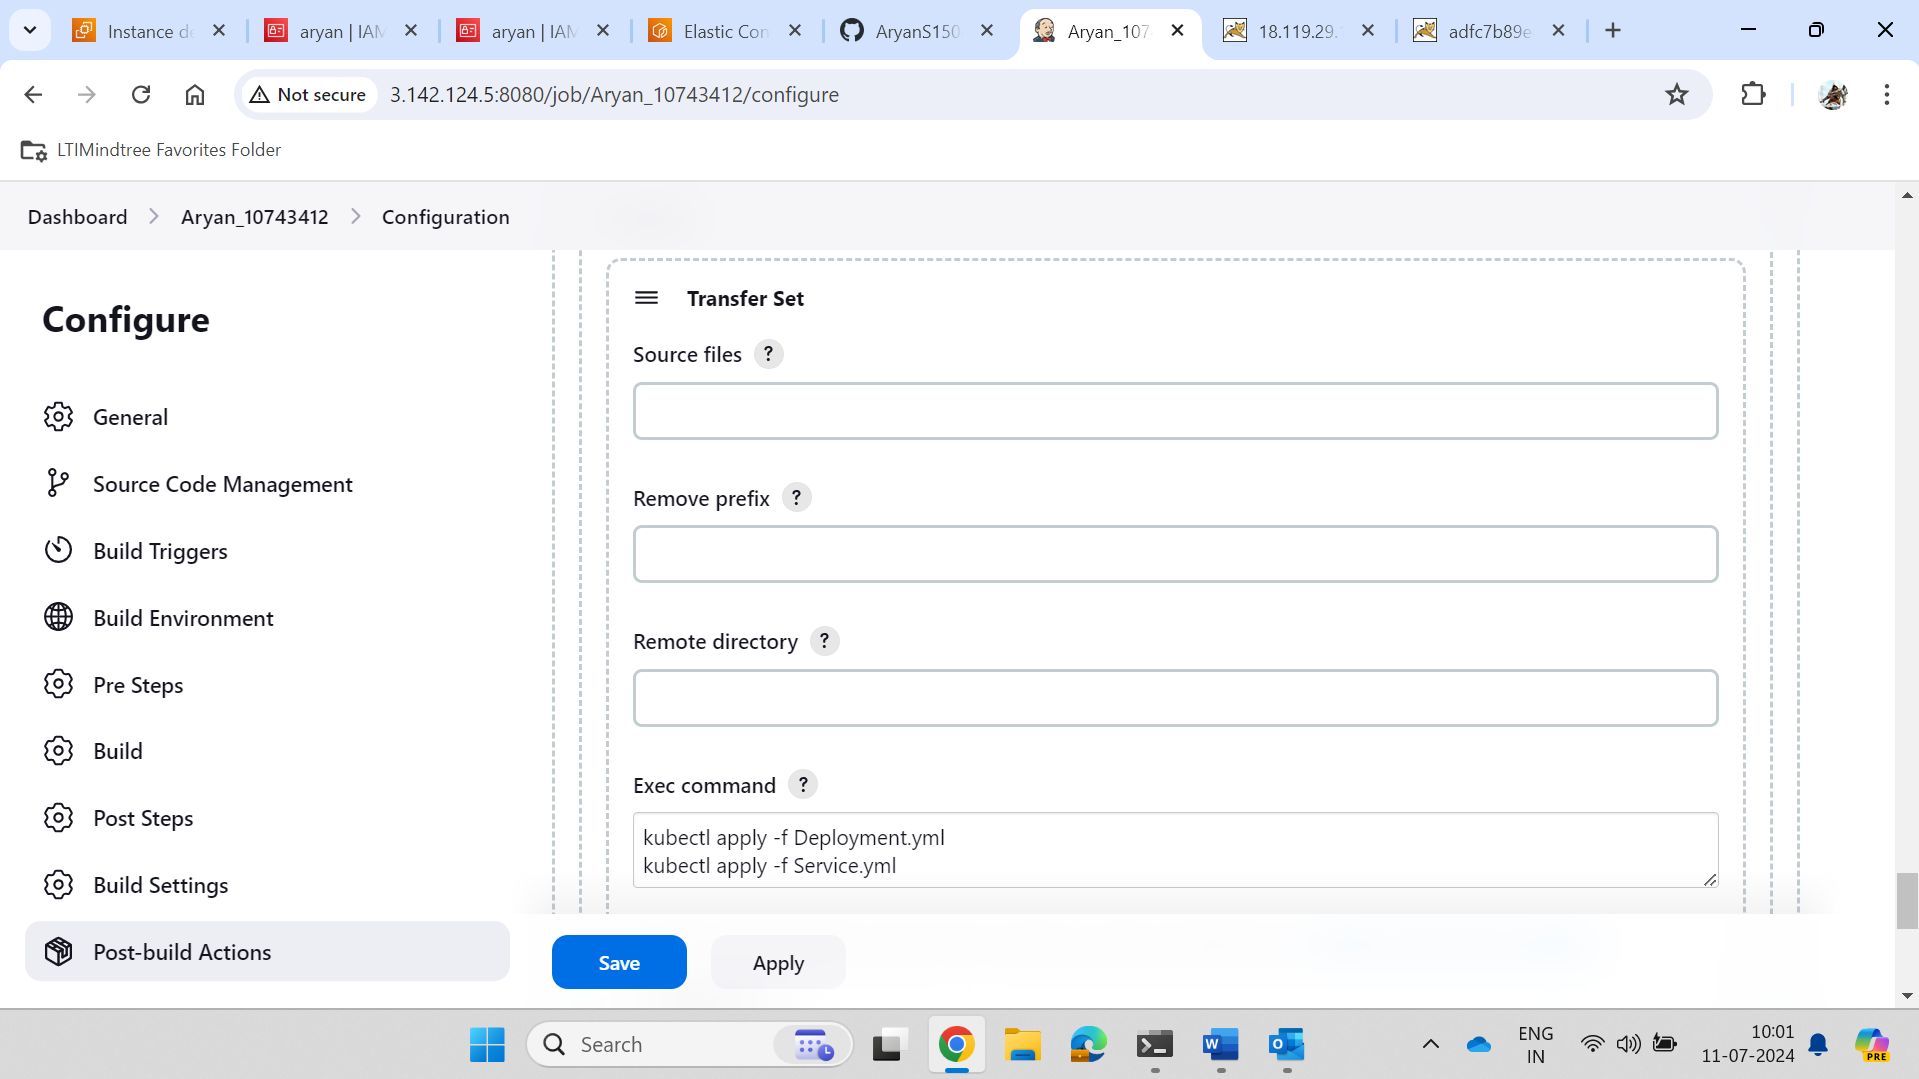 Instance de
aryan | IAM
aryan | IAM
Elastic Con
AryanS150
Aryan_107
18.119.29.
adfc7b89e
Not secure
3.142.124.5:8080/job/Aryan_10743412/configure
LTIMindtree Favorites Folder
Dashboard
Aryan_10743412
Configuration
Configure
General
Source Code Management
Build Triggers
Build Environment
Pre Steps
Build
Post Steps
Build Settings
Post-build Actions
Transfer Set
Source files ?
Remove prefix ?
Remote directory ?
Exec command ?
kubectl apply -f Deployment.yml
kubectl apply -f Service.yml
Save
Apply
Search
ENG
IN
10:01
11-07-2024
PRE